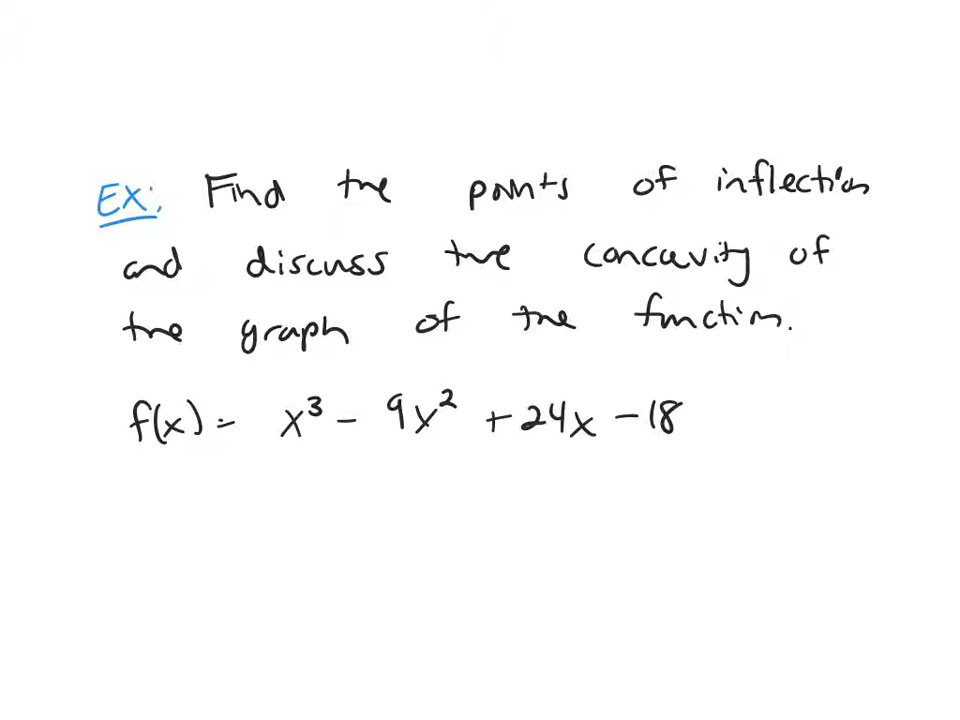 Ex: Find the points of inflection
and discuss the concavity of
the graph of the function.
f(x) = x³ - 9x² + 24x - 18